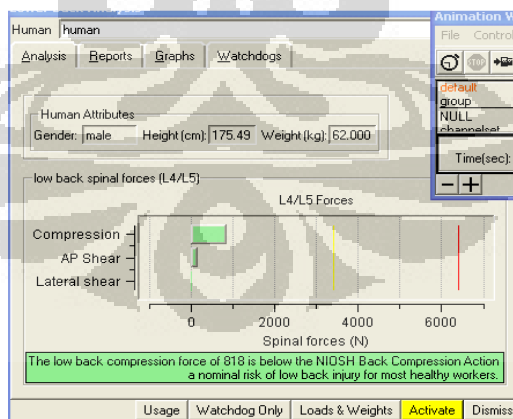 Animation W
Human human
File Control
Analysis Reports Graphs Watchdogs
STOP
default
group
NULL
channelset
Human Attributes
Gender: male Height (cm): 175.49 Weight (kg): 62.000
Time(sec):
low back spinal forces (L4/L5)
L4/L5 Forces
Compression
AP Shear
Lateral shear
0 2000 4000 6000
Spinal forces (N)
The low back compression force of 818 is below the NIOSH Back Compression Action
a nominal risk of low back injury for most healthy workers.
Usage Watchdog Only Loads & Weights Activate Dismiss